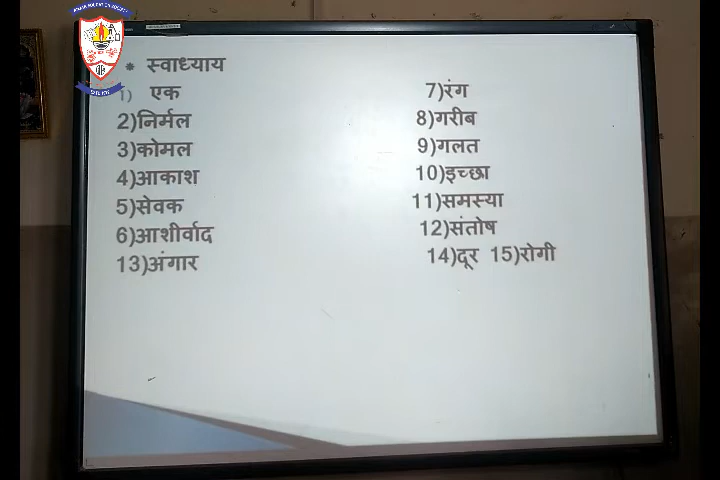 * स्वाध्याय
1) एक
2)निर्मल
3)कोमल
4)आकाश
5)सेवक
6)आशीर्वाद
13)अंगार
7)रंग
8)गरीब
9)गलत
10)इच्छा
11)समस्या
12)संतोष
14)दूर 15)रोगी